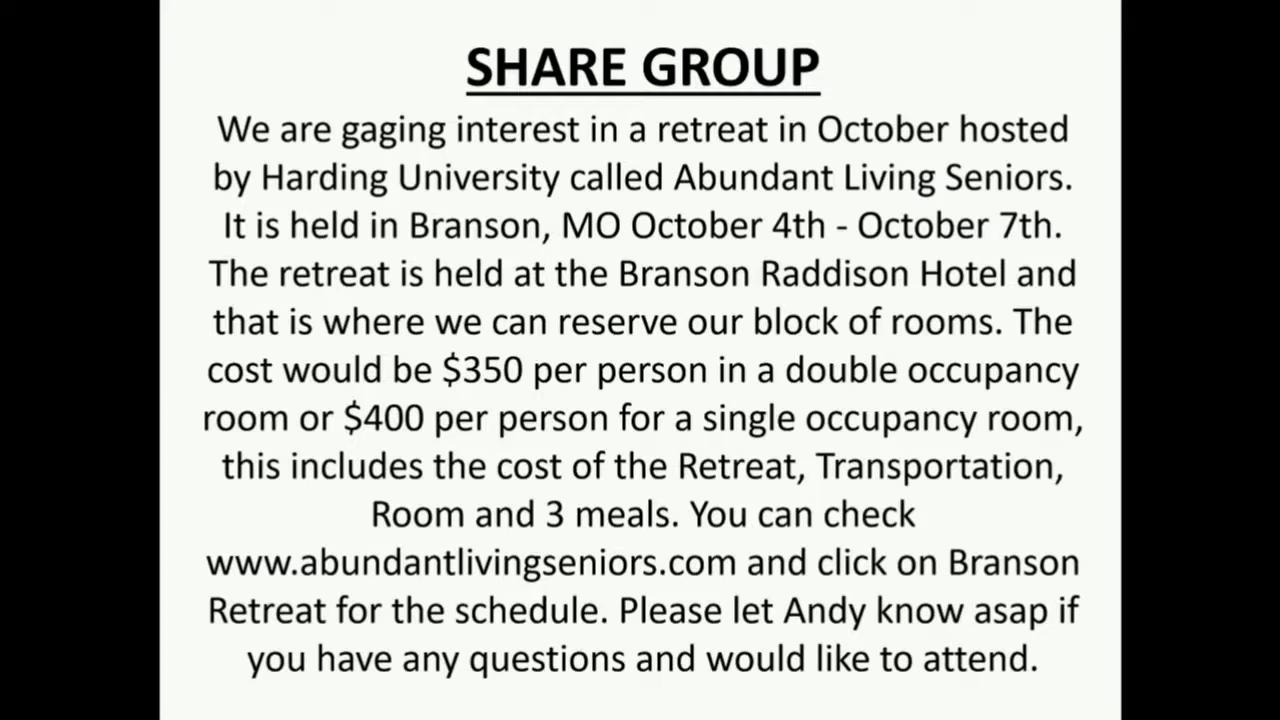 SHARE GROUP
We are gaging interest in a retreat in October hosted
by Harding University called Abundant Living Seniors.
It is held in Branson, MO October 4th - October 7th.
The retreat is held at the Branson Raddison Hotel and
that is where we can reserve our block of rooms. The
cost would be $350 per person in a double occupancy
room or $400 per person for a single occupancy room,
this includes the cost of the Retreat, Transportation,
Room and 3 meals. You can check
www.abundantlivingseniors.com and click on Branson
Retreat for the schedule. Please let Andy know asap if
you have any questions and would like to attend.